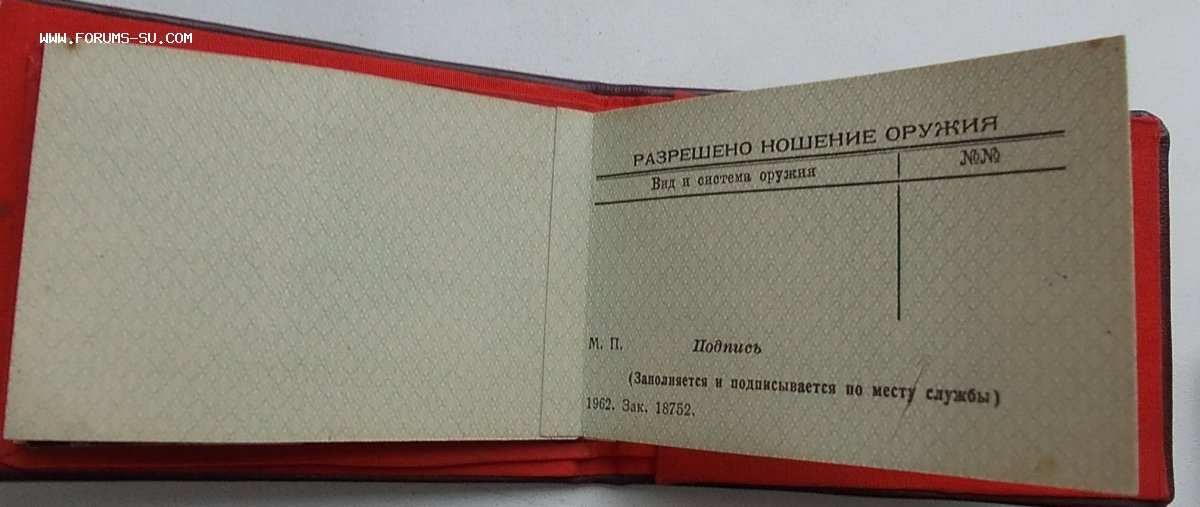 WWW.FORUMS-SU.COM
РАЗРЕШЕНО НОШЕНИЕ ОРУЖИЯ
Вид и система оружия №№
М. П. Подпись
(Заполняется и подписывается по месту службы)
1962. Зак. 18752.